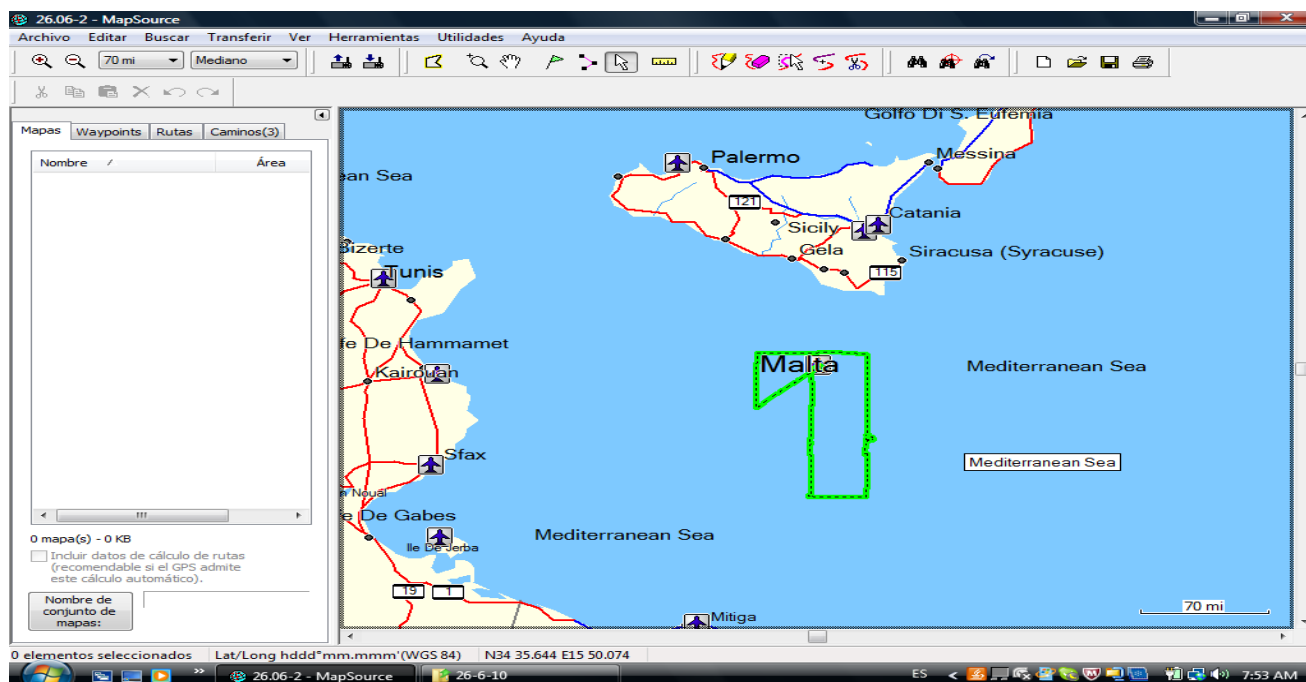 26.06-2 - MapSource
Archivo Editar Buscar Transferir Ver Herramientas Utilidades Ayuda
70 mi Mediano
Mapas Waypoints Rutas Caminos(3)
Nombre / Área
0 mapa(s) - 0 KB
Incluir datos de cálculo de rutas
(recomendable si el GPS admite
este cálculo automático).
Nombre de
conjunto de
mapas:
Golfo Di S. Eufemia
Palermo
Messina
ean Sea
121
Catania
Sicily
Bizerte
Gela
Siracusa (Syracuse)
Tunis
115
fe De Hammamet
Malta
Mediterranean Sea
Kairouan
Sfax
Mediterranean Sea
n Nouál
e De Gabes
Mediterranean Sea
Ile De Jerba
19 1
70 mi
Mitiga
0 elementos seleccionados Lat/Long hddd°mm.mmm'(WGS 84) N34 35.644 E15 50.074
» 26.06-2 - MapSource 26-6-10 ES < 7:53 AM